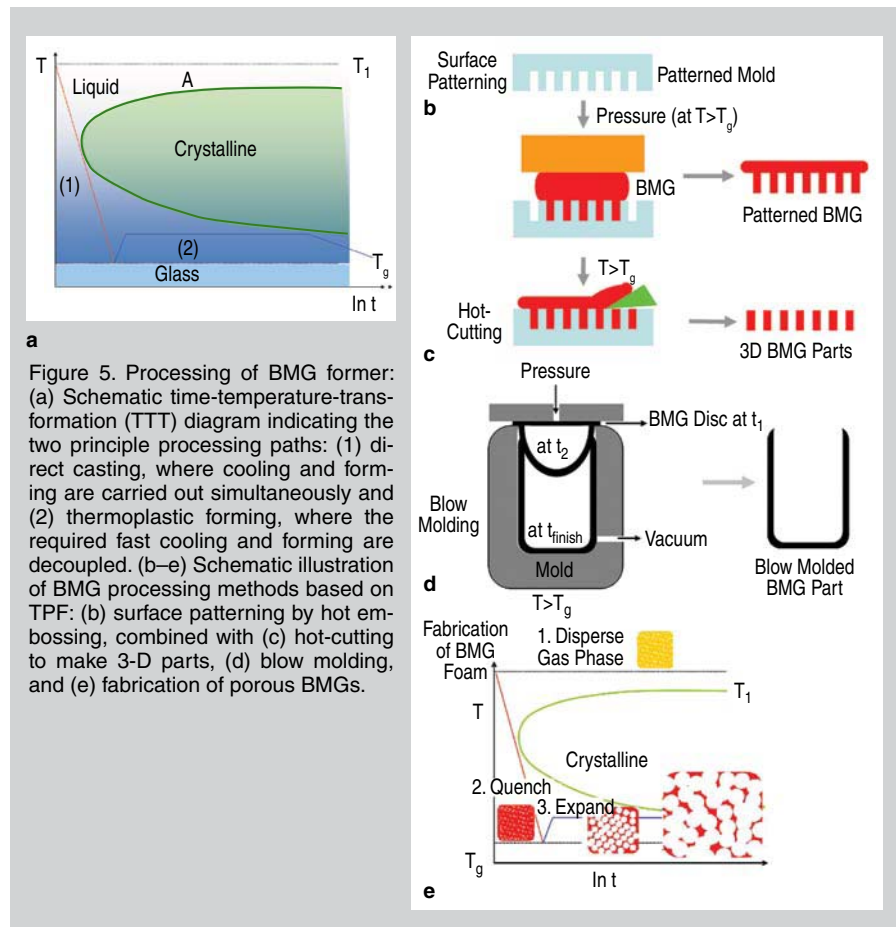 T
T1
Liquid
A
Crystalline
(1)
(2)
Tg
Glass
ln t
a
Figure 5. Processing of BMG former:
(a) Schematic time-temperature-trans-
formation (TTT) diagram indicating the
two principle processing paths: (1) di-
rect casting, where cooling and form-
ing are carried out simultaneously and
(2) thermoplastic forming, where the
required fast cooling and forming are
decoupled. (b–e) Schematic illustration
of BMG processing methods based on
TPF: (b) surface patterning by hot em-
bossing, combined with (c) hot-cutting
to make 3-D parts, (d) blow molding,
and (e) fabrication of porous BMGs.
Surface
Patterning
Patterned Mold
b
Pressure (at T>Tg)
BMG
Patterned BMG
T>Tg
Hot-
Cutting
3D BMG Parts
c
Pressure
BMG Disc at t1
at t2
Blow
Molding
at tfinish
Vacuum
Mold
Blow Molded
BMG Part
d
T>Tg
Fabrication
of BMG
Foam
1. Disperse
Gas Phase
T1
T
Crystalline
2. Quench
3. Expand
Tg
ln t
e